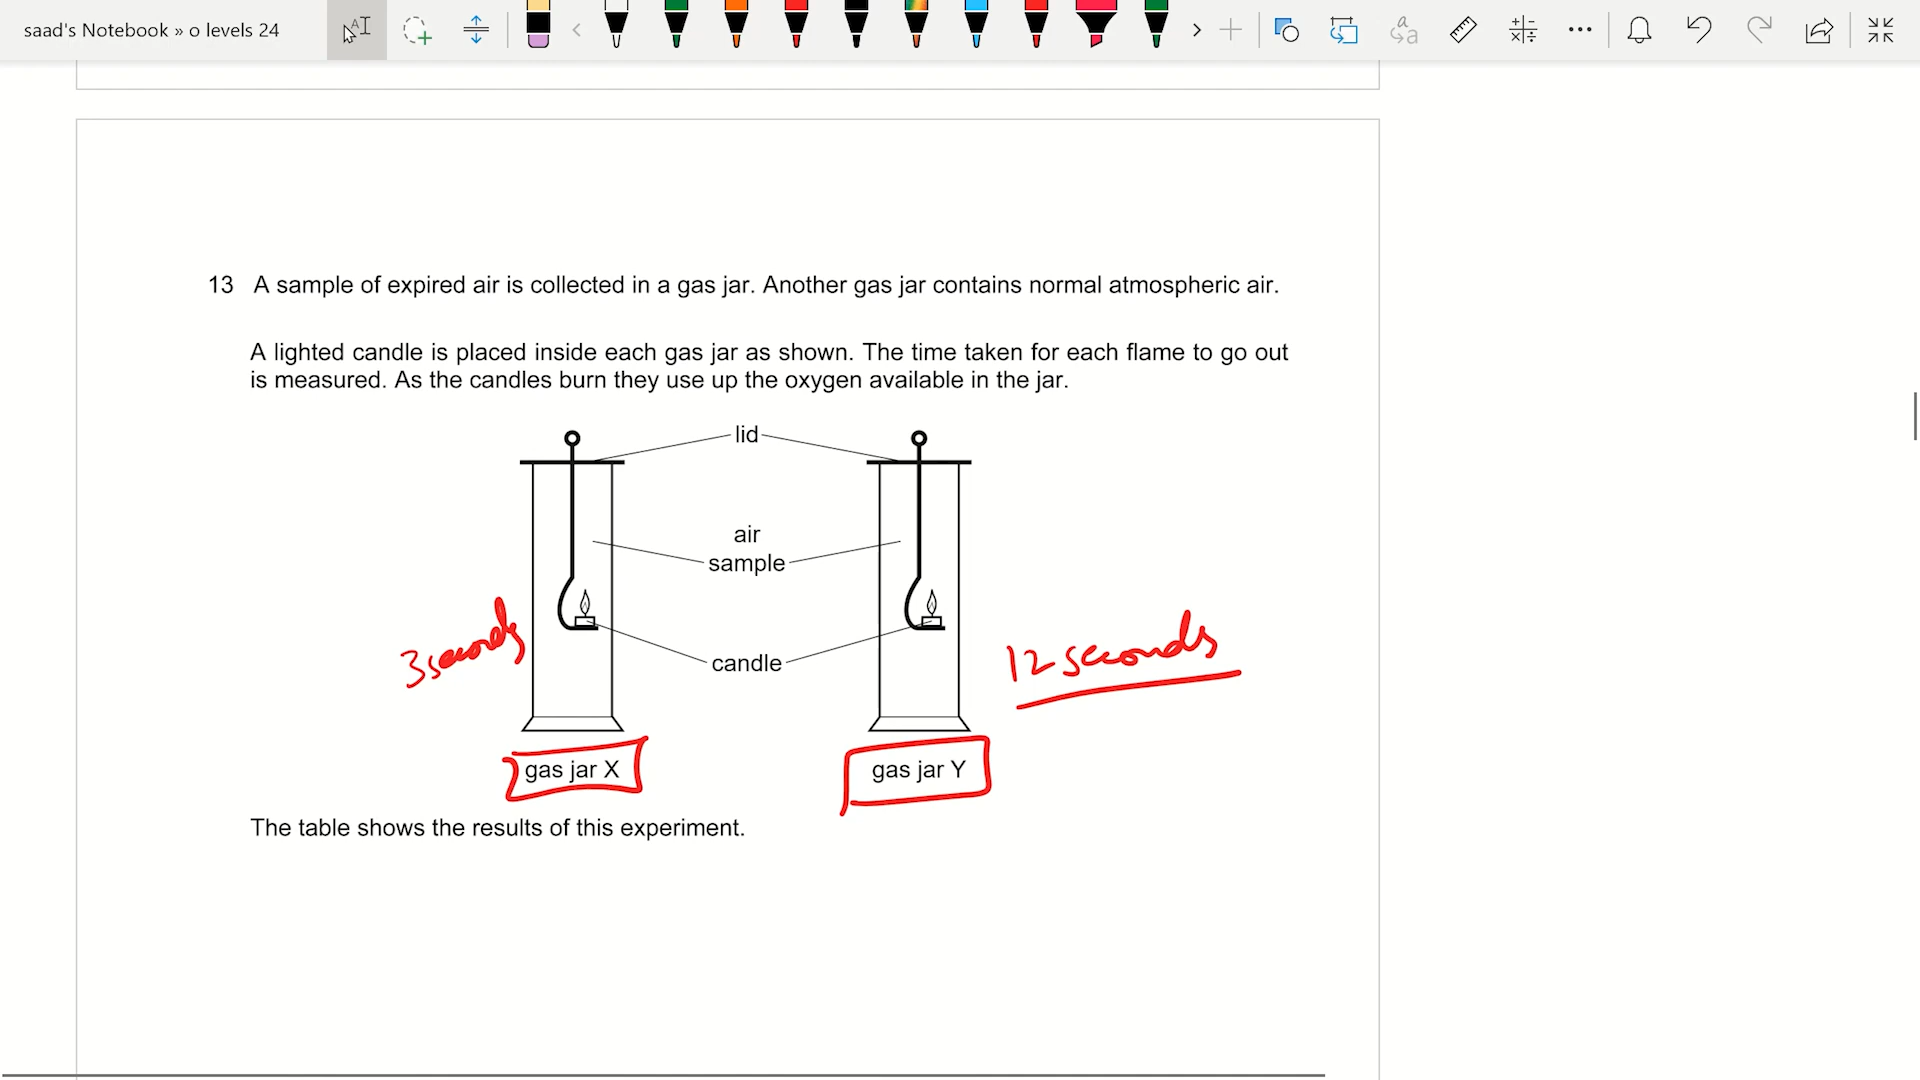 saad's Notebook » o levels 24
13 A sample of expired air is collected in a gas jar. Another gas jar contains normal atmospheric air.
A lighted candle is placed inside each gas jar as shown. The time taken for each flame to go out
is measured. As the candles burn they use up the oxygen available in the jar.
lid
air
sample
3 seconds
12 seconds
candle
gas jar X
gas jar Y
The table shows the results of this experiment.